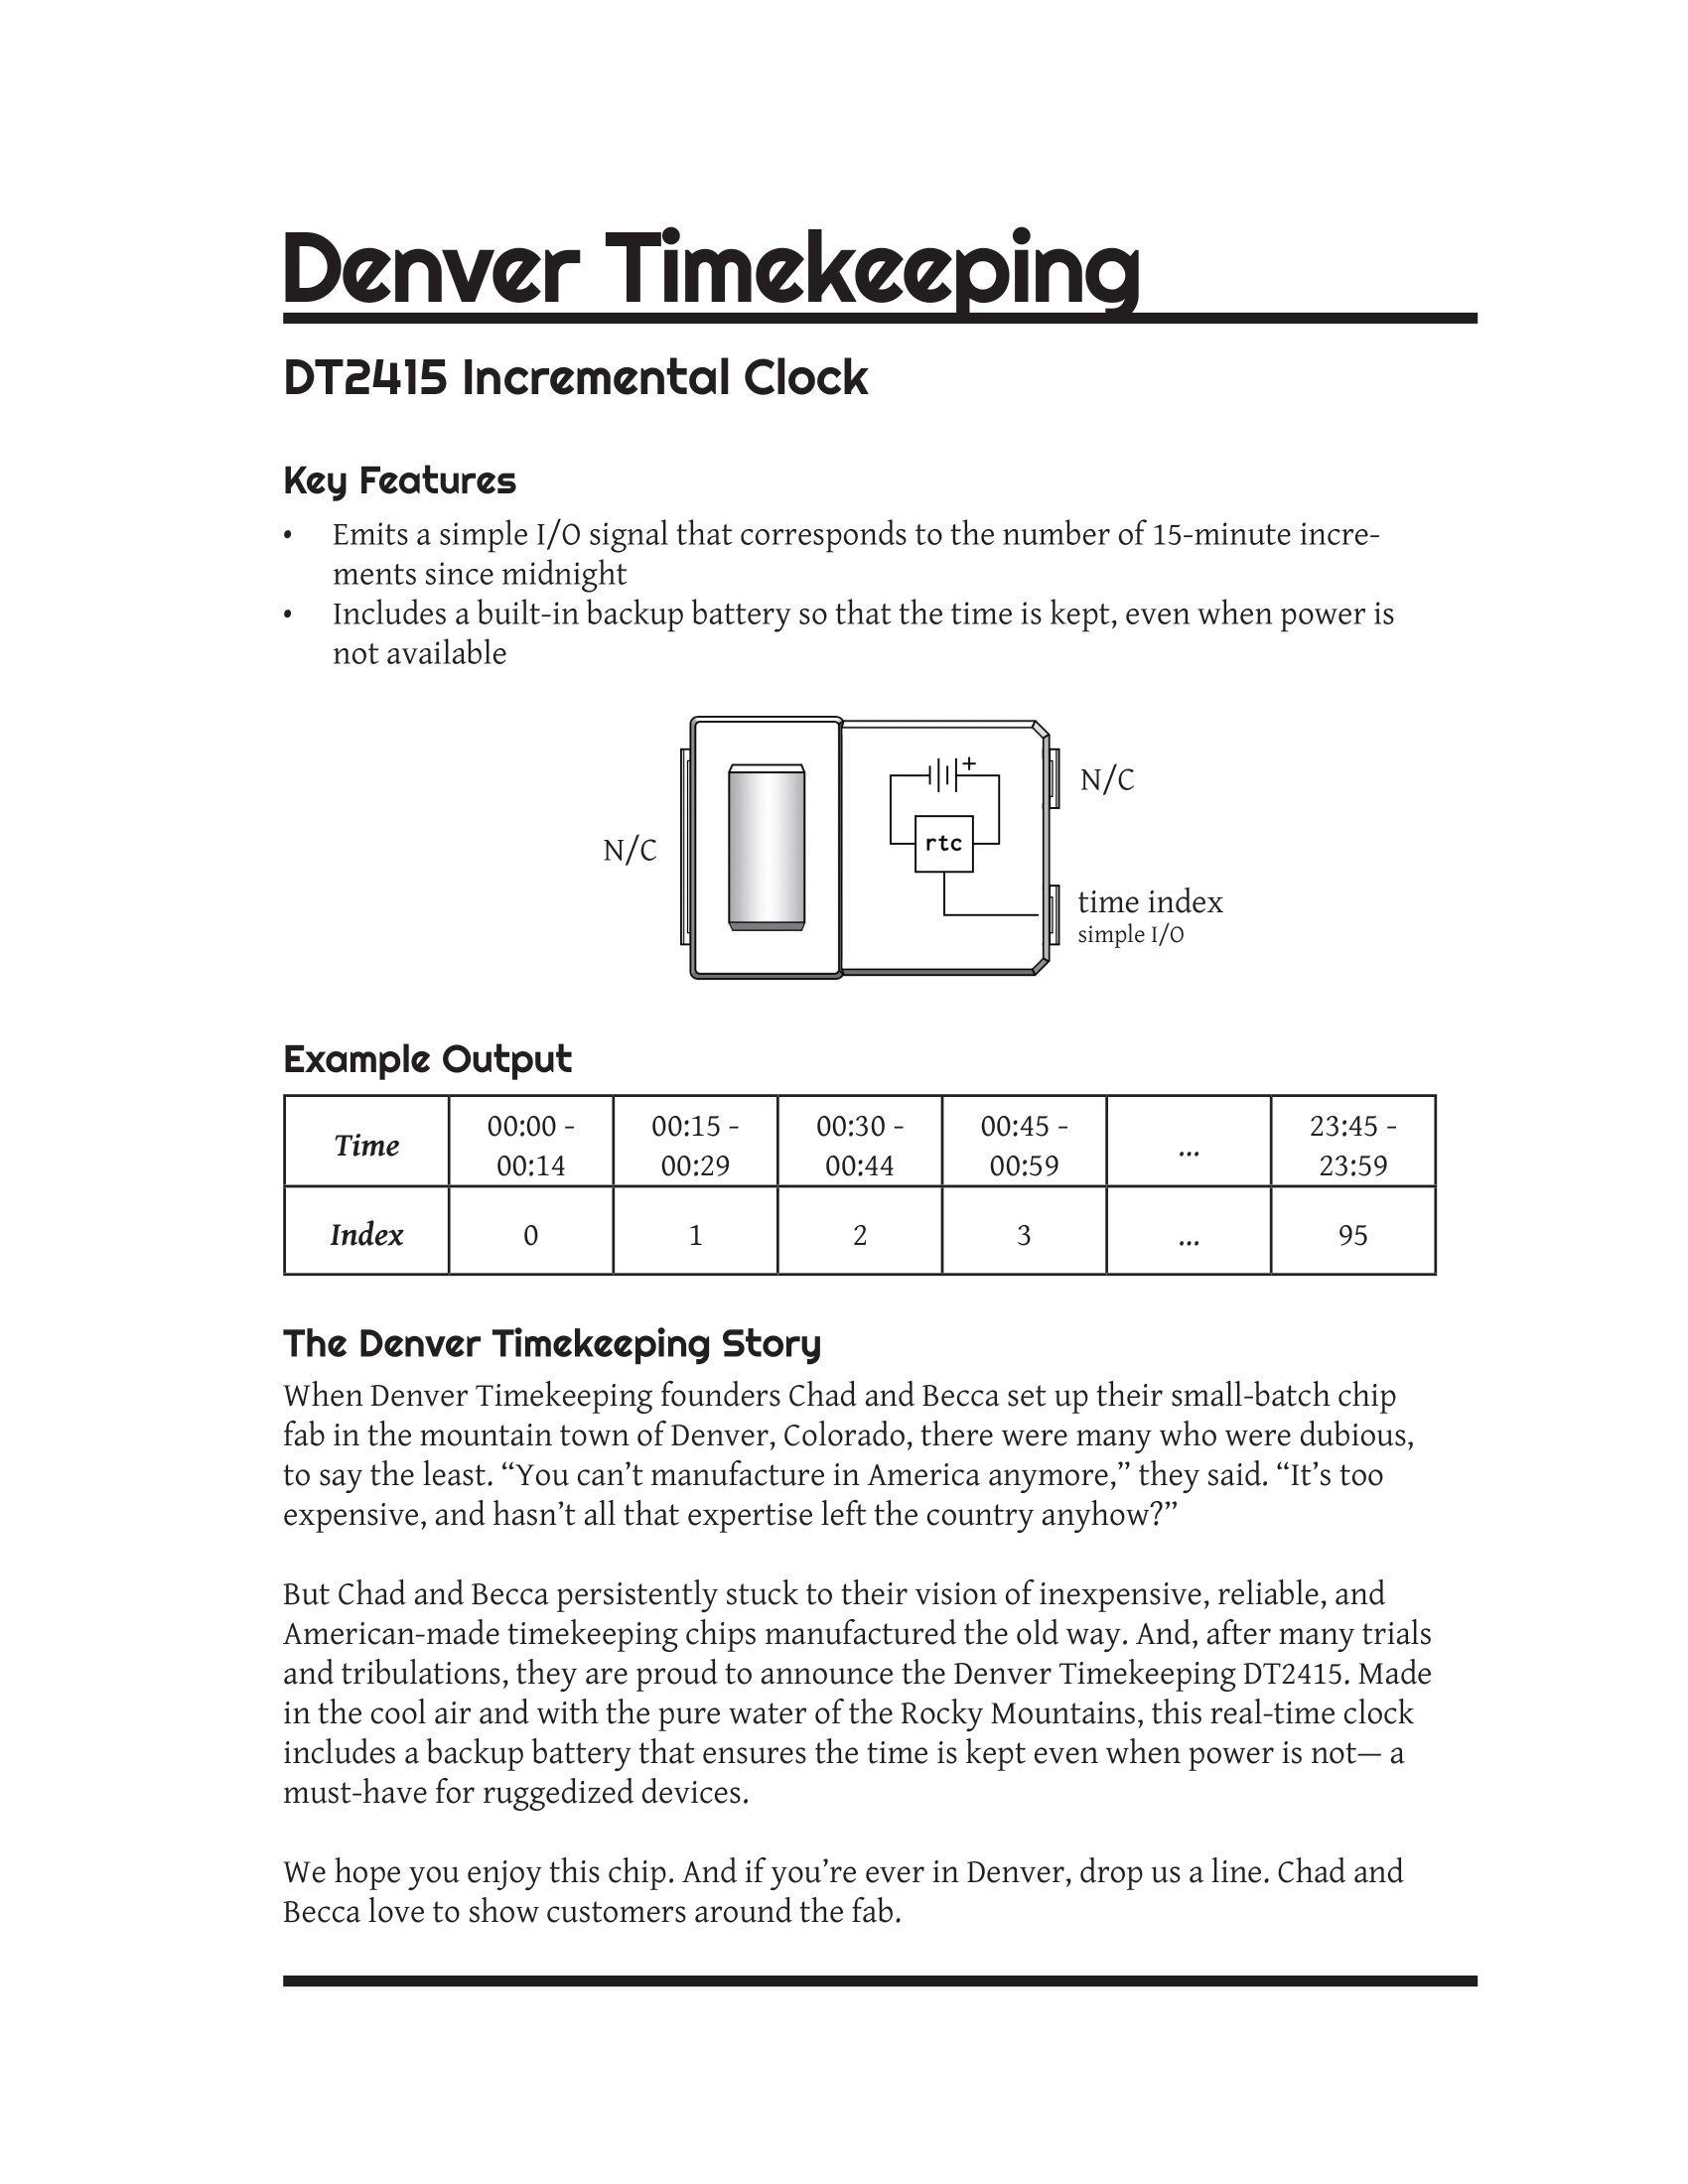 Denver Timekeeping
DT2415 Incremental Clock
Key Features
• Emits a simple I/O signal that corresponds to the number of 15-minute incre-
ments since midnight
• Includes a built-in backup battery so that the time is kept, even when power is
not available
N/C
+
rtc
N/C
time index
simple I/O
Example Output
Time 00:00 - 00:15 - 00:30 - 00:45 - ... 23:45 -
00:14 00:29 00:44 00:59 23:59
Index 0 1 2 3 ... 95
The Denver Timekeeping Story
When Denver Timekeeping founders Chad and Becca set up their small-batch chip
fab in the mountain town of Denver, Colorado, there were many who were dubious,
to say the least. “You can’t manufacture in America anymore,” they said. “It’s too
expensive, and hasn’t all that expertise left the country anyhow?”
But Chad and Becca persistently stuck to their vision of inexpensive, reliable, and
American-made timekeeping chips manufactured the old way. And, after many trials
and tribulations, they are proud to announce the Denver Timekeeping DT2415. Made
in the cool air and with the pure water of the Rocky Mountains, this real-time clock
includes a backup battery that ensures the time is kept even when power is not— a
must-have for ruggedized devices.
We hope you enjoy this chip. And if you’re ever in Denver, drop us a line. Chad and
Becca love to show customers around the fab.